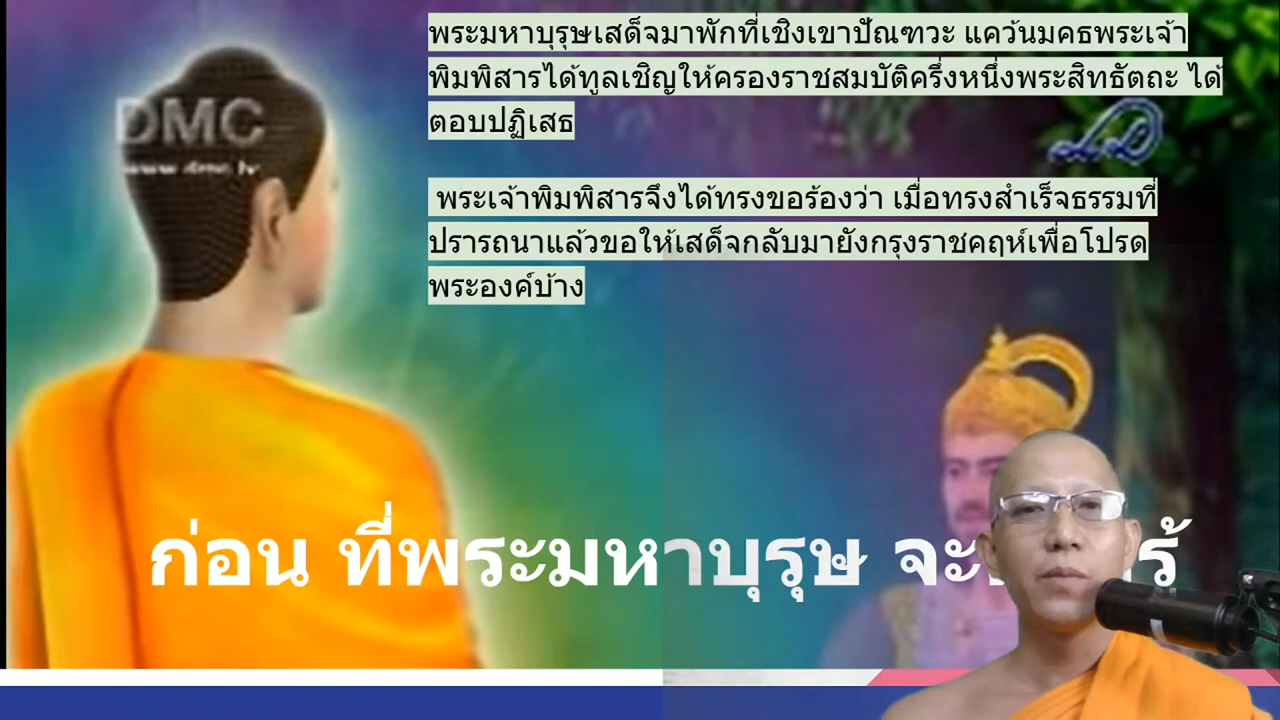 พระมหาบุรุษเสด็จมาพักที่เชิงเขาปัณฑวะ แคว้นมคธพระเจ้า
พิมพิสารได้ทูลเชิญให้ครองราชสมบัติครึ่งหนึ่งพระสิทธัตถะ ได้
ตอบปฏิเสธ
พระเจ้าพิมพิสารจึงได้ทรงขอร้องว่า เมื่อทรงสำเร็จธรรมที่
ปรารถนาแล้วขอให้เสด็จกลับมายังกรุงราชคฤห์เพื่อโปรด
พระองค์บ้าง
DMC
www.dmc.tv
ก่อน ที่พระมหาบุรุษ จะ